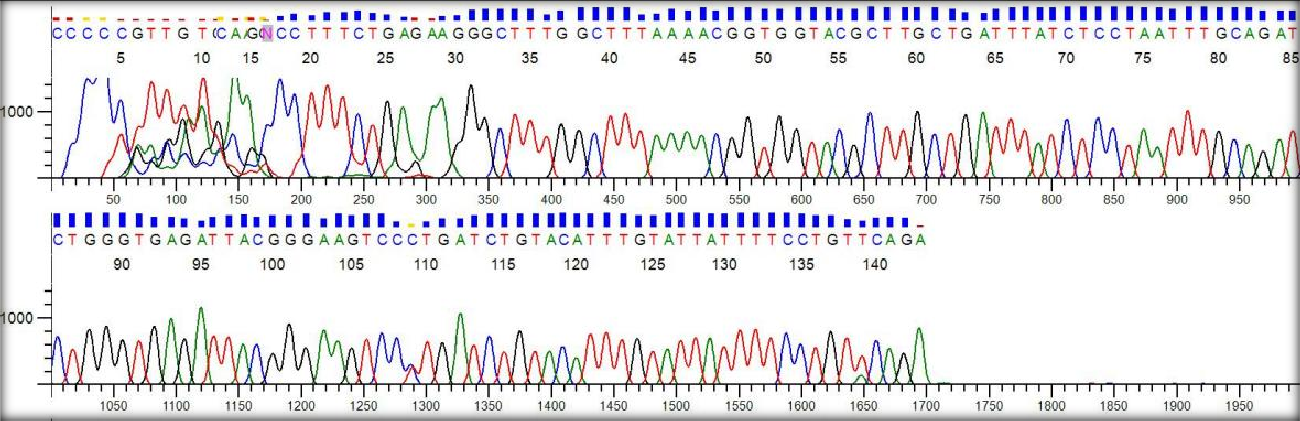 CCCCCGTTGTCCAAGCNCCTTTCTGAGAAGGGCTTTGGCTTTAAAACGGTGGTACGCTTGCTGATTTATCTCCTAATTTGCAGAT
5 10 15 20 25 30 35 40 45 50 55 60 65 70 75 80 85
1000
50 100 150 200 250 300 350 400 450 500 550 600 650 700 750 800 850 900 950
CTGGGTGAGATTACGGGAAGTCCCTGATCTGTACATTTGTATTATTTTCCTGTTCAGA
90 95 100 105 110 115 120 125 130 135 140
1000
1050 1100 1150 1200 1250 1300 1350 1400 1450 1500 1550 1600 1650 1700 1750 1800 1850 1900 1950